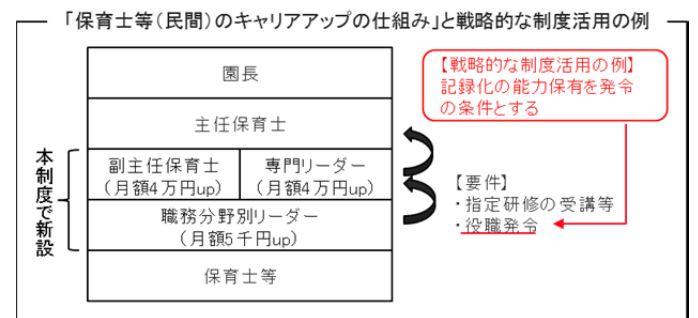 「保育士等(民間)のキャリアアップの仕組み」と戦略的な制度活用の例
園長
主任保育士
副主任保育士
(月額4万円up)
専門リーダー
(月額4万円up)
職務分野別リーダー
(月額5千円up)
保育士等
本制度で新設
【戦略的な制度活用の例】
記録化の能力保有を発令
の条件とする
【要件】
・指定研修の受講等
・役職発令